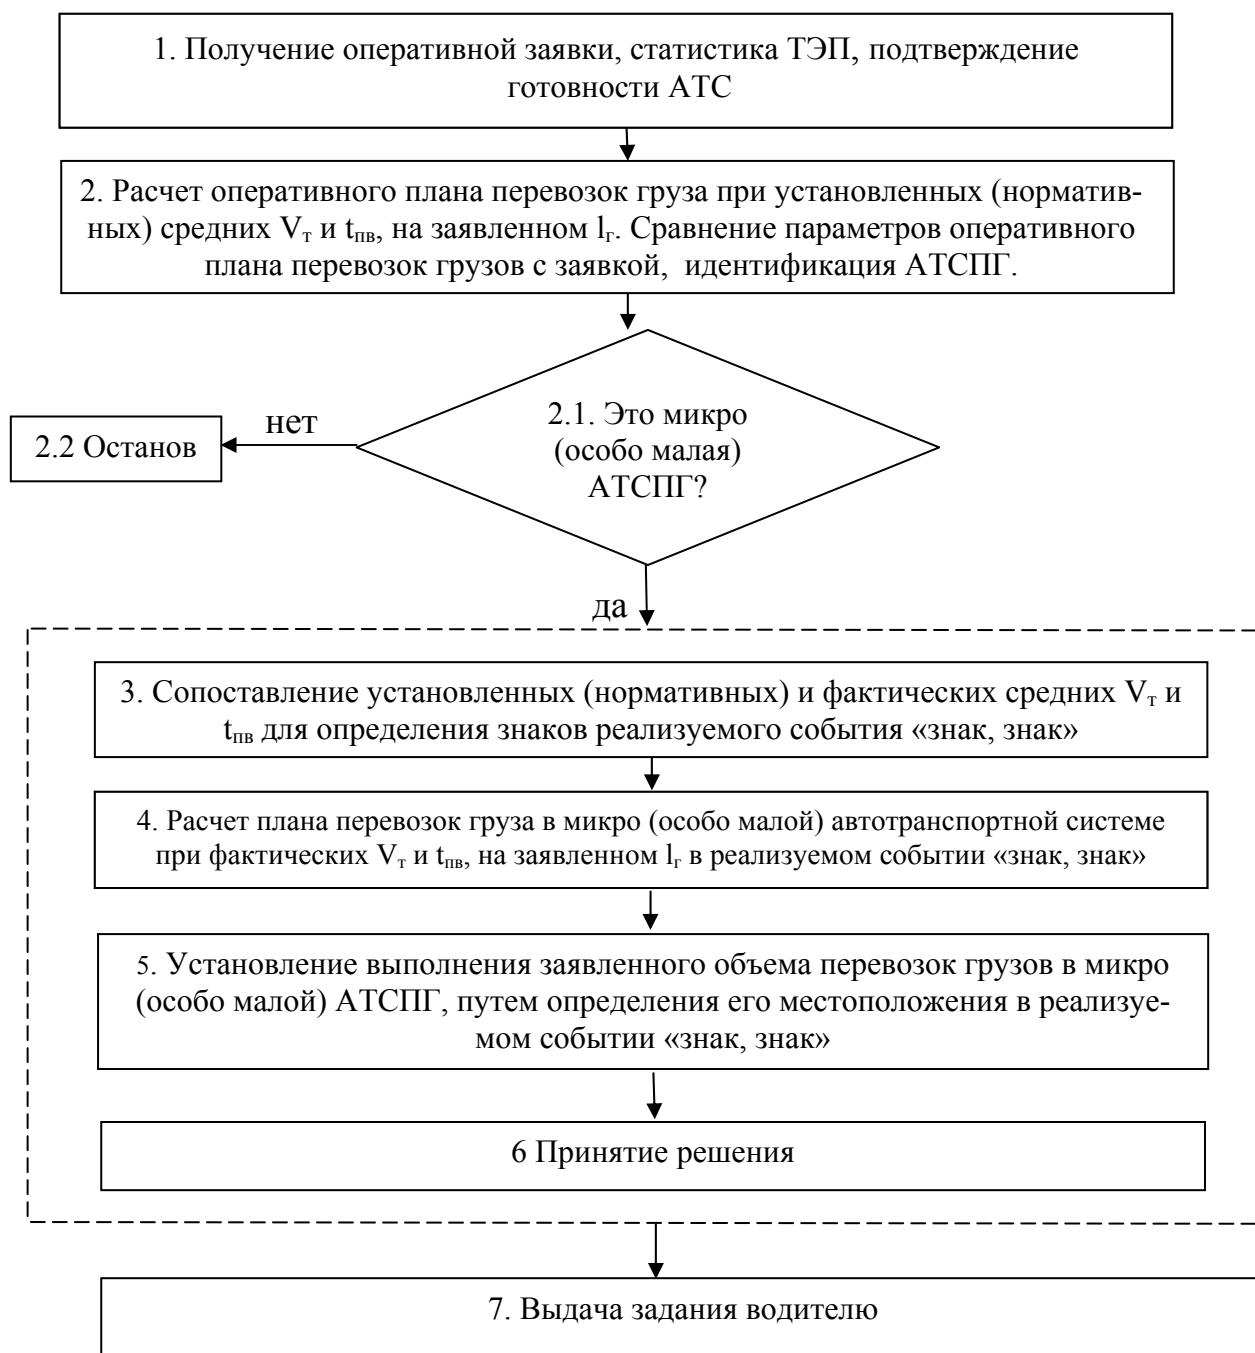 1. Получение оперативной заявки, статистика ТЭП, подтверждение
готовности АТС
2. Расчет оперативного плана перевозок груза при установленных (норматив-
ных) средних Vт и tпв, на заявленном lг. Сравнение параметров оперативного
плана перевозок грузов с заявкой, идентификация АТСПГ.
2.1. Это микро
(особо малая)
АТСПГ?
нет
2.2 Останов
да
3. Сопоставление установленных (нормативных) и фактических средних Vт и
tпв для определения знаков реализуемого события «знак, знак»
4. Расчет плана перевозок груза в микро (особо малой) автотранспортной системе
при фактических Vт и tпв, на заявленном lг в реализуемом событии «знак, знак»
5. Установление выполнения заявленного объема перевозок грузов в микро
(особо малой) АТСПГ, путем определения его местоположения в реализуе-
мом событии «знак, знак»
6 Принятие решения
7. Выдача задания водителю